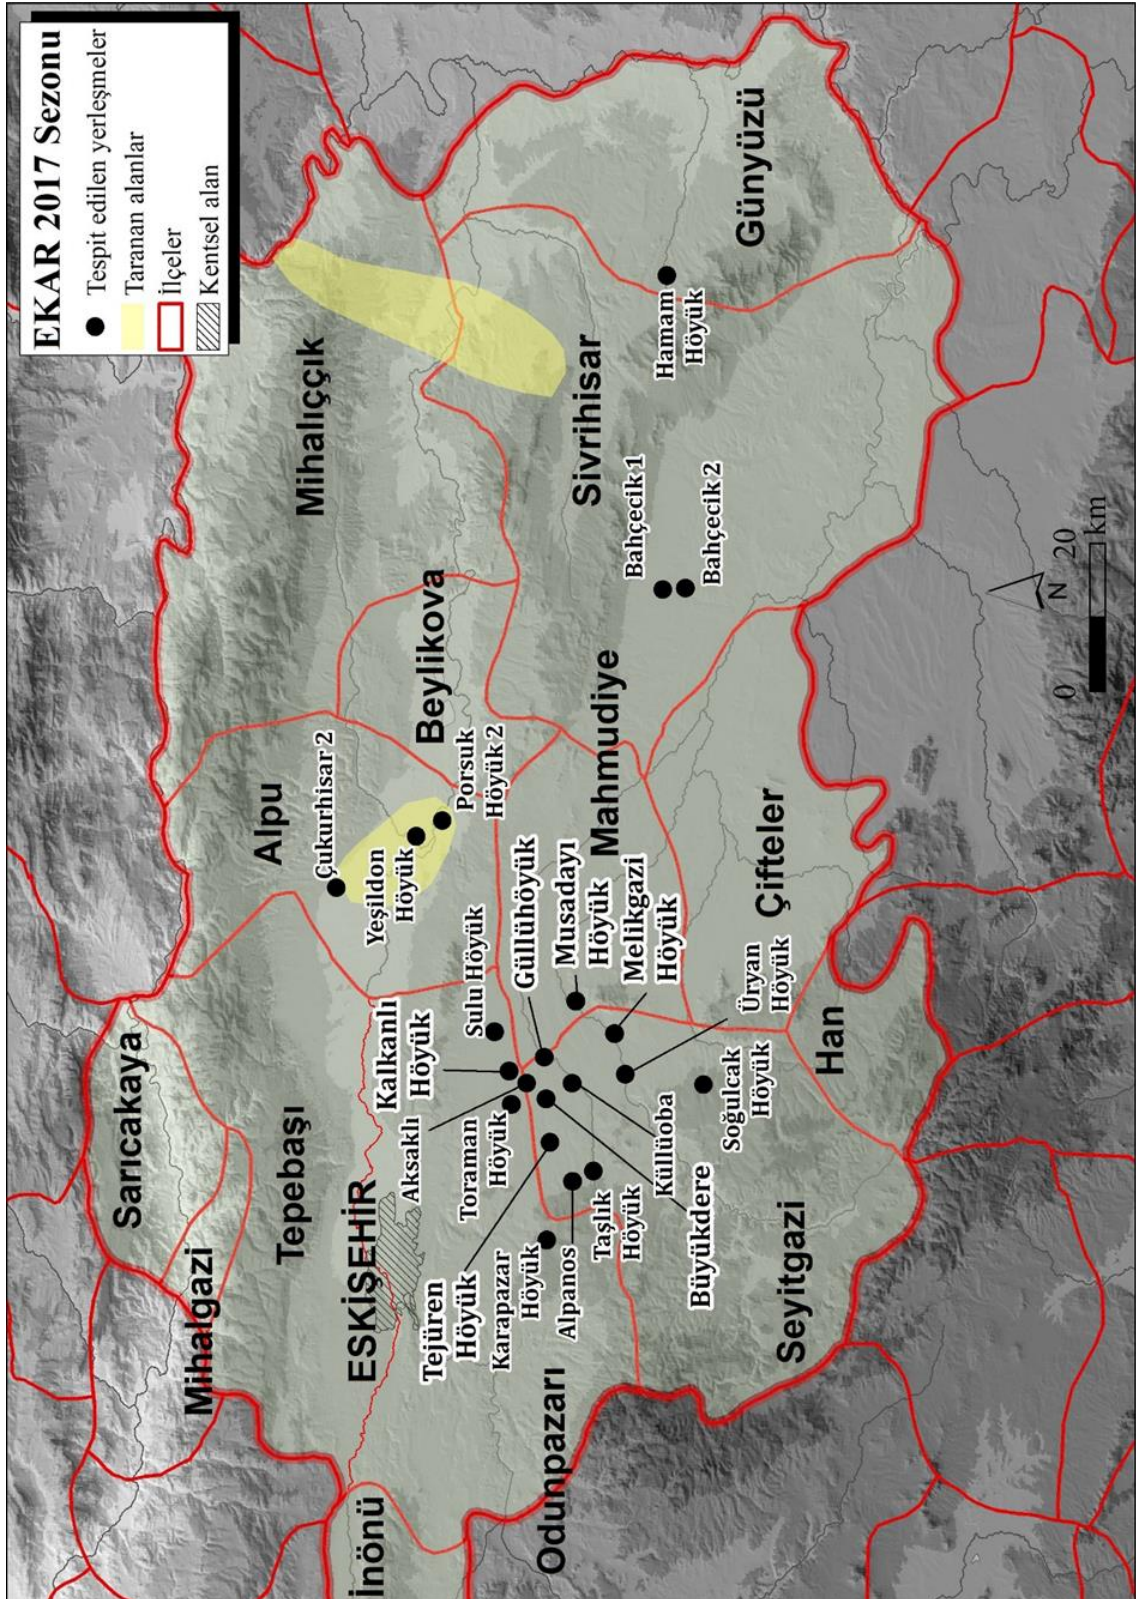 EKAR 2017 Sezonu
Tespit edilen yerleşmeler
Taranan alanlar
İlçeler
Kentsel alan
Mihalgazi
Sarıcakaya
Tepebaşı
Alpu
Mihalıççık
İnönü
ESKİŞEHİR
Çukurhisar 2
Yeşildon
Höyük
Beylikova
Porsuk
Höyük 2
Kalkanlı
Höyük
Aksaklı
Sulu Höyük
Toraman
Höyük
Güllühöyük
Tejüren
Höyük
Karapazar
Höyük
Alpanos
Musadayı
Höyük
Melikgazi
Höyük
Mahmudiye
Sivrihisar
Odunpazarı
Taşlık
Höyük
Küllüoba
Büyükdere
Bahçecik 1
Bahçecik 2
Hamam
Höyük
Günyüzü
Üryan
Höyük
Soğulcak
Höyük
Çifteler
Seyitgazi
Han
N
0
20
km